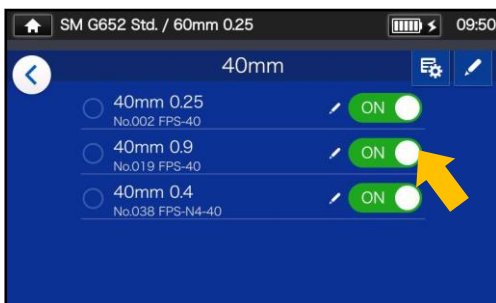 SM G652 Std. / 60mm 0.25 09:50
40mm
40mm 0.25 ON
No.002 FPS-40
40mm 0.9 ON
No.019 FPS-40
40mm 0.4 ON
No.038 FPS-N4-40